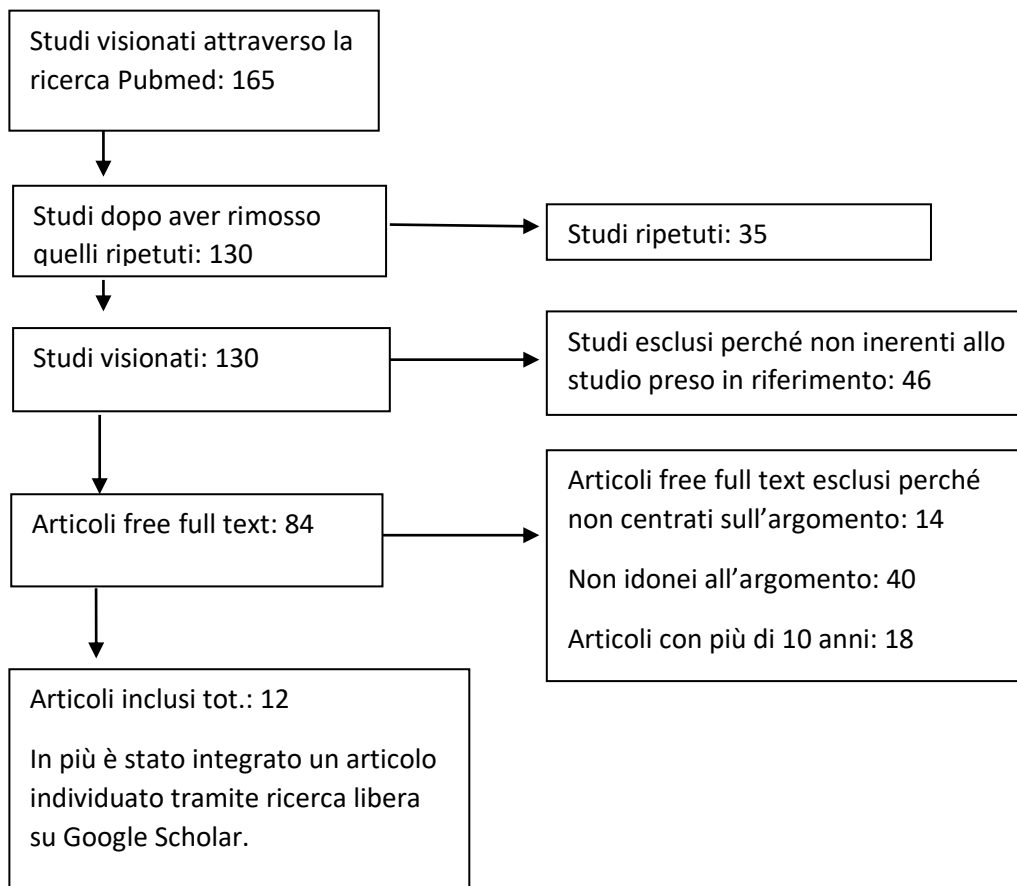 Studi visionati attraverso la
ricerca Pubmed: 165
Studi dopo aver rimosso
quelli ripetuti: 130
Studi ripetuti: 35
Studi visionati: 130
Studi esclusi perché non inerenti allo
studio preso in riferimento: 46
Articoli free full text: 84
Articoli free full text esclusi perché
non centrati sull’argomento: 14
Non idonei all’argomento: 40
Articoli con più di 10 anni: 18
Articoli inclusi tot.: 12
In più è stato integrato un articolo
individuato tramite ricerca libera
su Google Scholar.